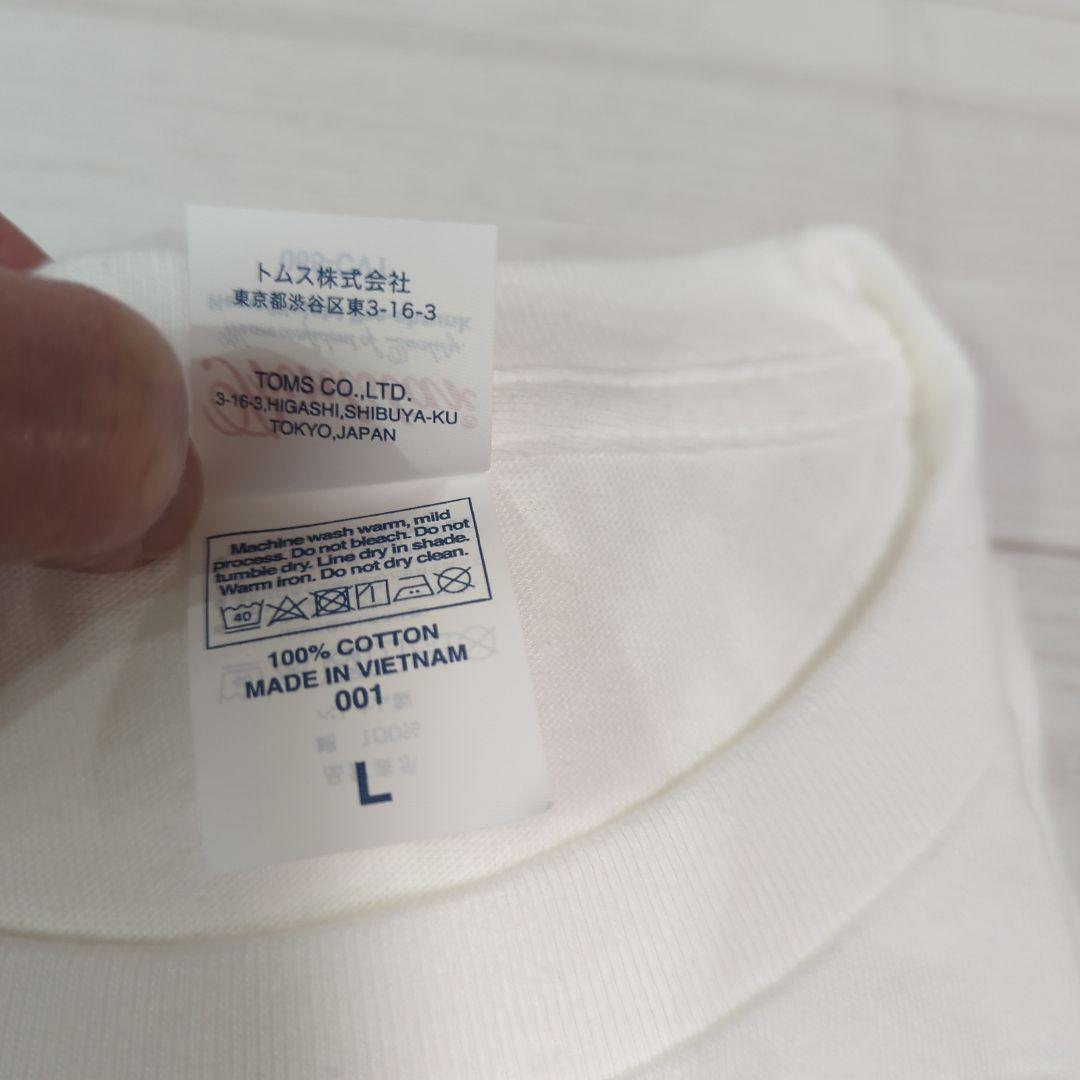 トムス株式会社
東京都渋谷区東3-16-3
TOMS CO.,LTD.
3-16-3,HIGASHI,SHIBUYA-KU
TOKYO,JAPAN
Machine wash warm, mild
process. Do not bleach. Do not
tumble dry. Line dry in shade.
Warm iron. Do not dry clean.
40
100% COTTON
MADE IN VIETNAM
001
L